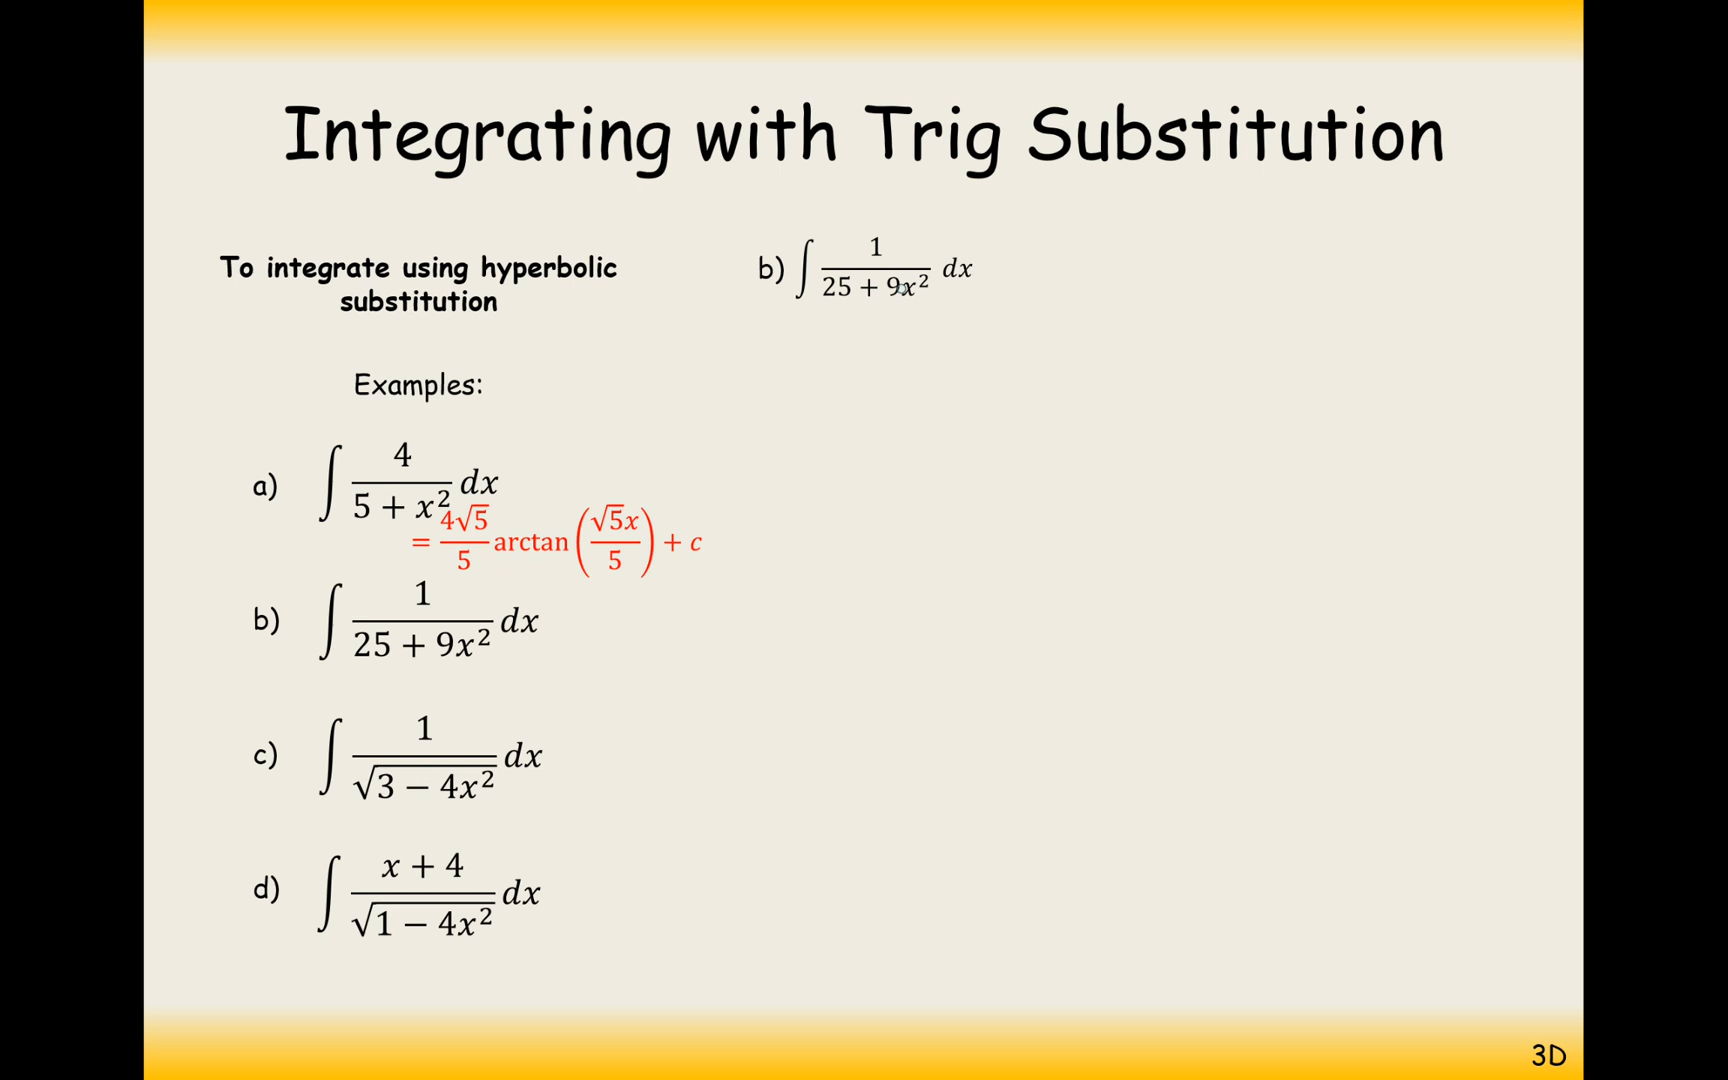 Integrating with Trig Substitution
To integrate using hyperbolic
substitution
Examples:
a) ∫ 4/(5 + x²) dx
= (4√5)/5 arctan((√5x)/5) + c
b) ∫ 1/(25 + 9x²) dx
c) ∫ 1/√(3 − 4x²) dx
d) ∫ (x + 4)/√(1 − 4x²) dx
b) ∫ 1/(25 + 9x²) dx
3D